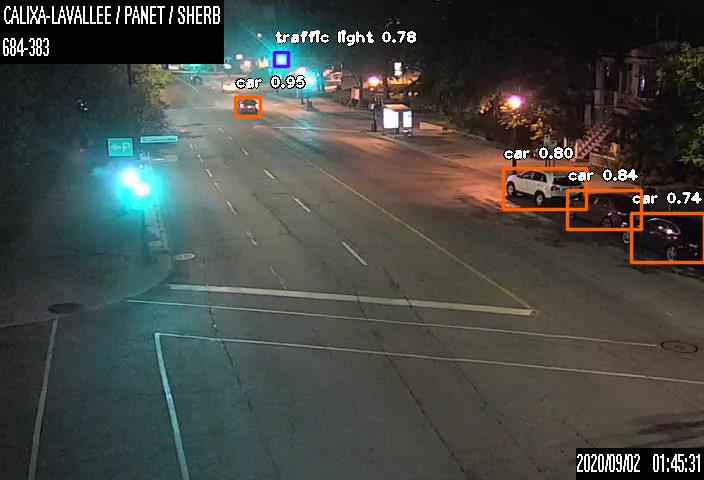 CALIXA-LAVALLEE / PANET / SHERB
684-383
traffic light 0.78
car 0.95
car 0.80
car 0.84
car 0.74
P
2020/09/02 01:45:31